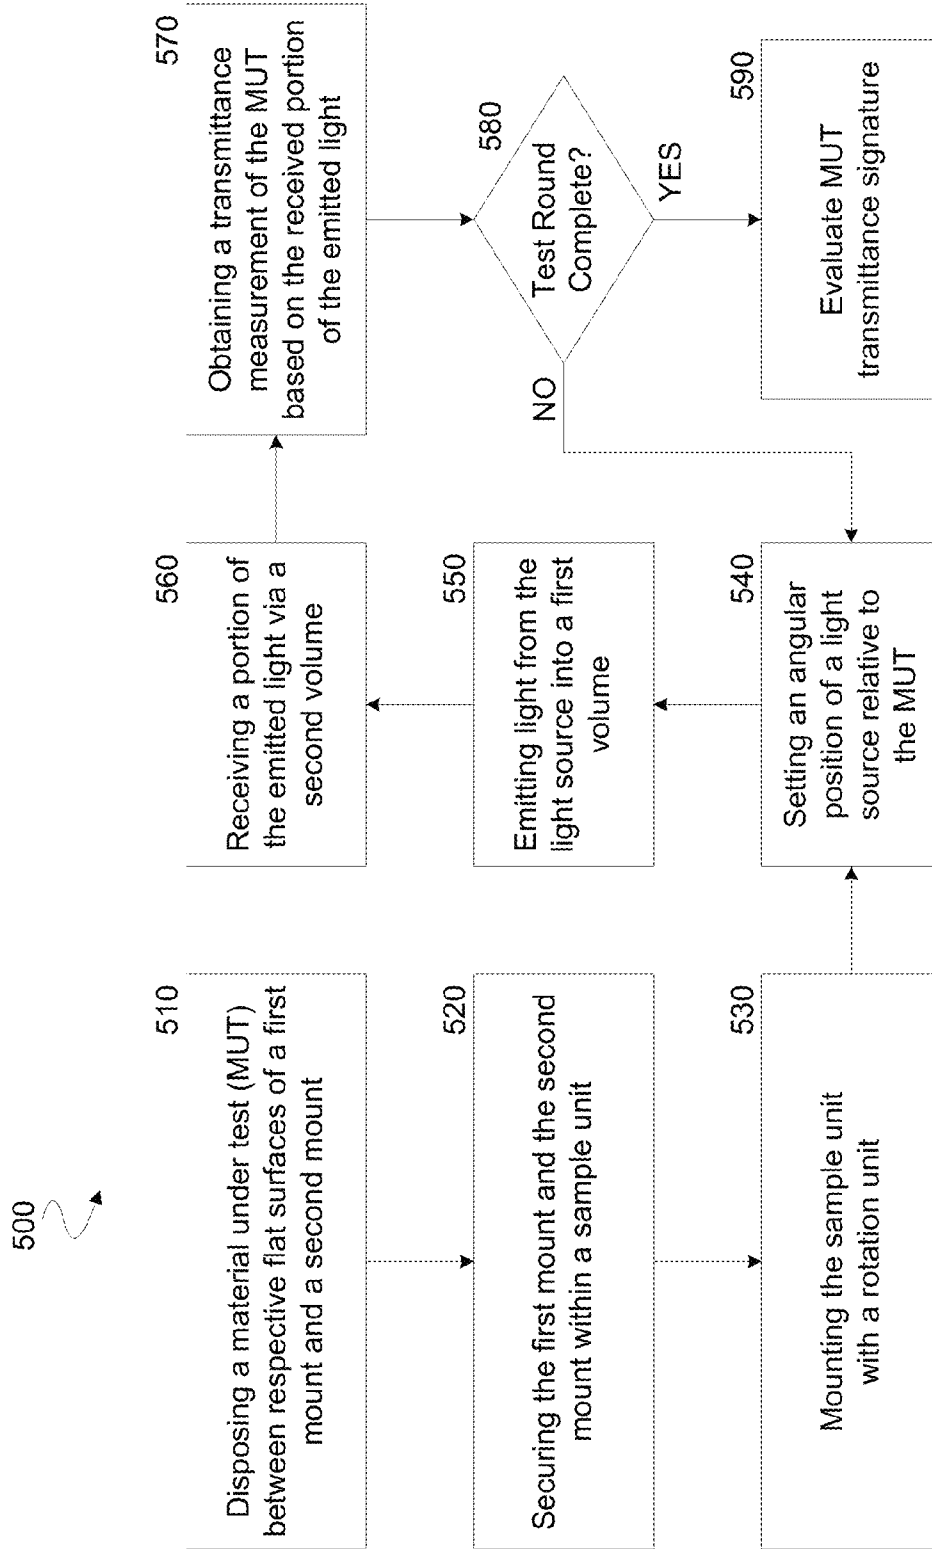 500
510
Disposing a material under test (MUT)
between respective flat surfaces of a first
mount and a second mount
520
Securing the first mount and the second
mount within a sample unit
530
Mounting the sample unit
with a rotation unit
540
Setting an angular
position of a light
source relative to
the MUT
550
Emitting light from the
light source into a first
volume
560
Receiving a portion of
the emitted light via a
second volume
570
Obtaining a transmittance
measurement of the MUT
based on the received portion
of the emitted light
580
Test Round
Complete?
NO
YES
590
Evaluate MUT
transmittance signature